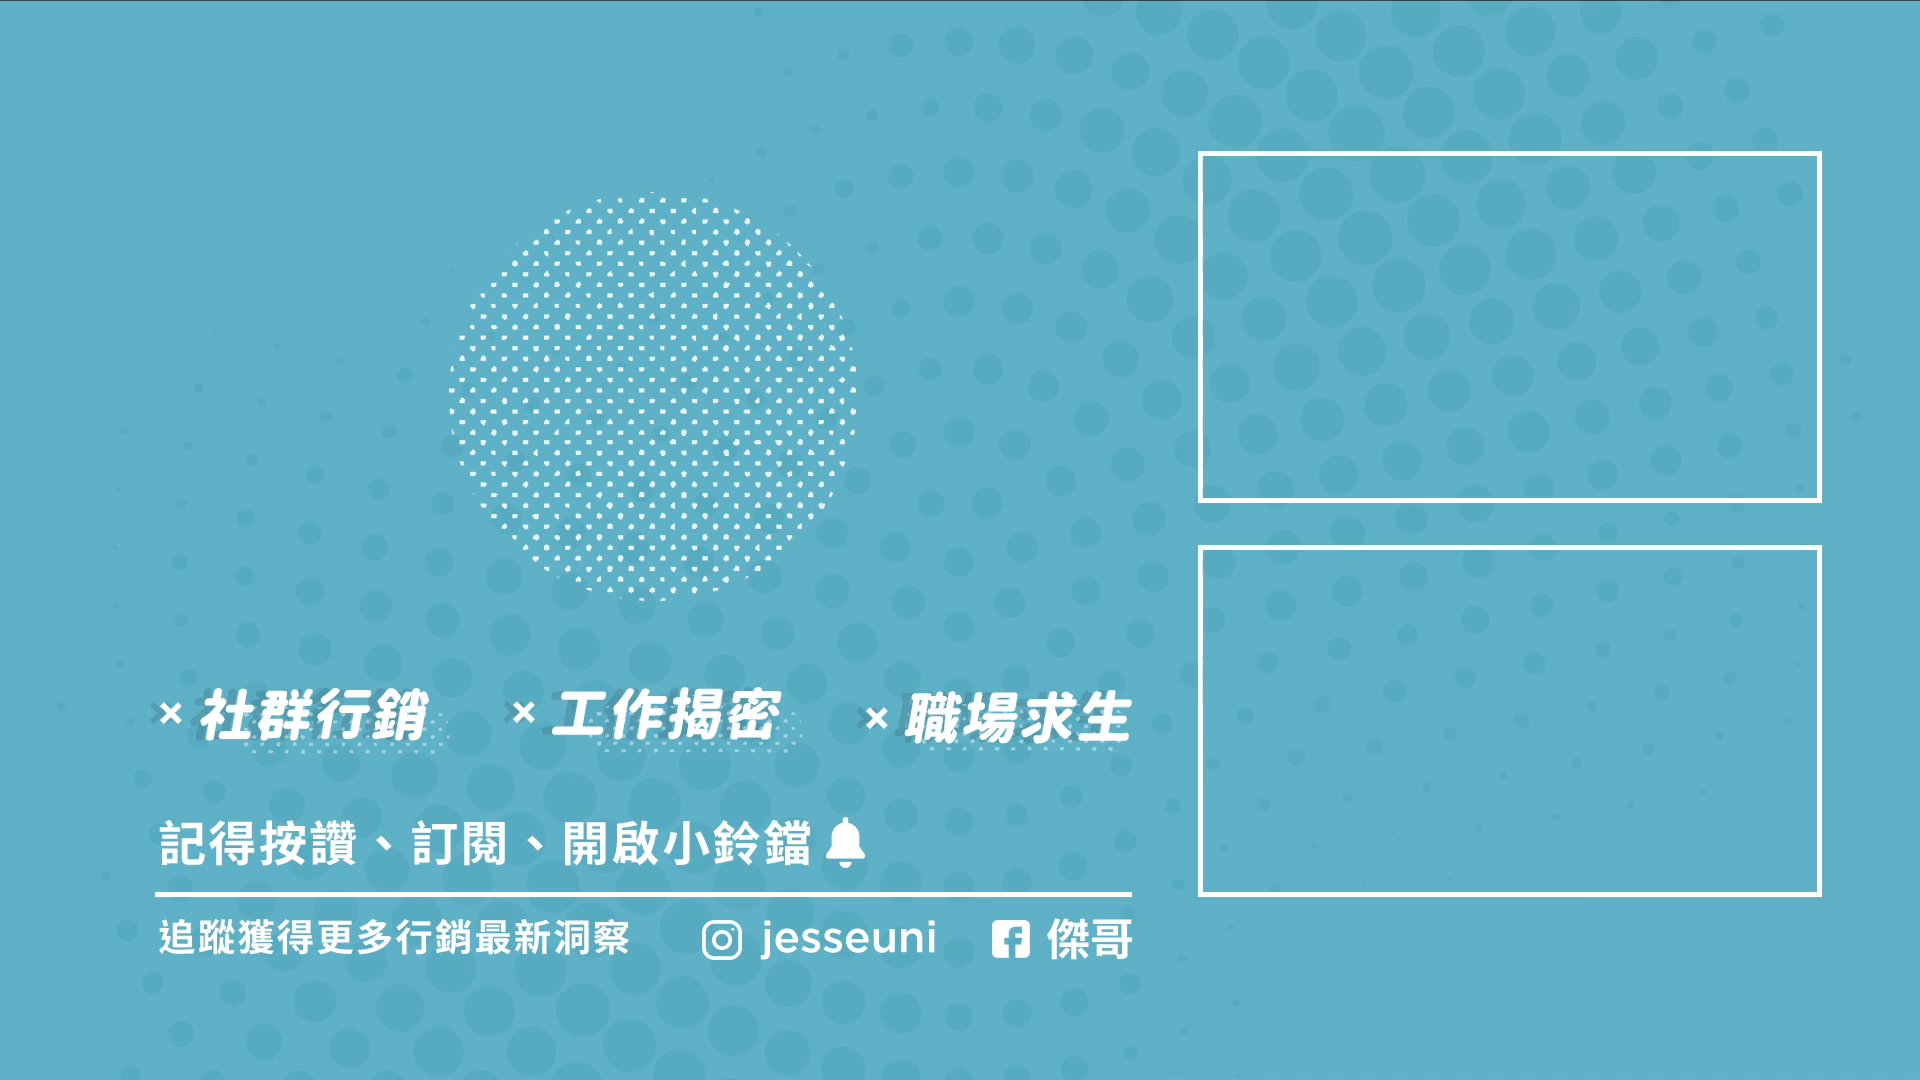 × 社群行銷 × 工作揭密 × 職場求生
記得按讚、訂閱、開啟小鈴鐺
追蹤獲得更多行銷最新洞察 jesseuni 傑哥